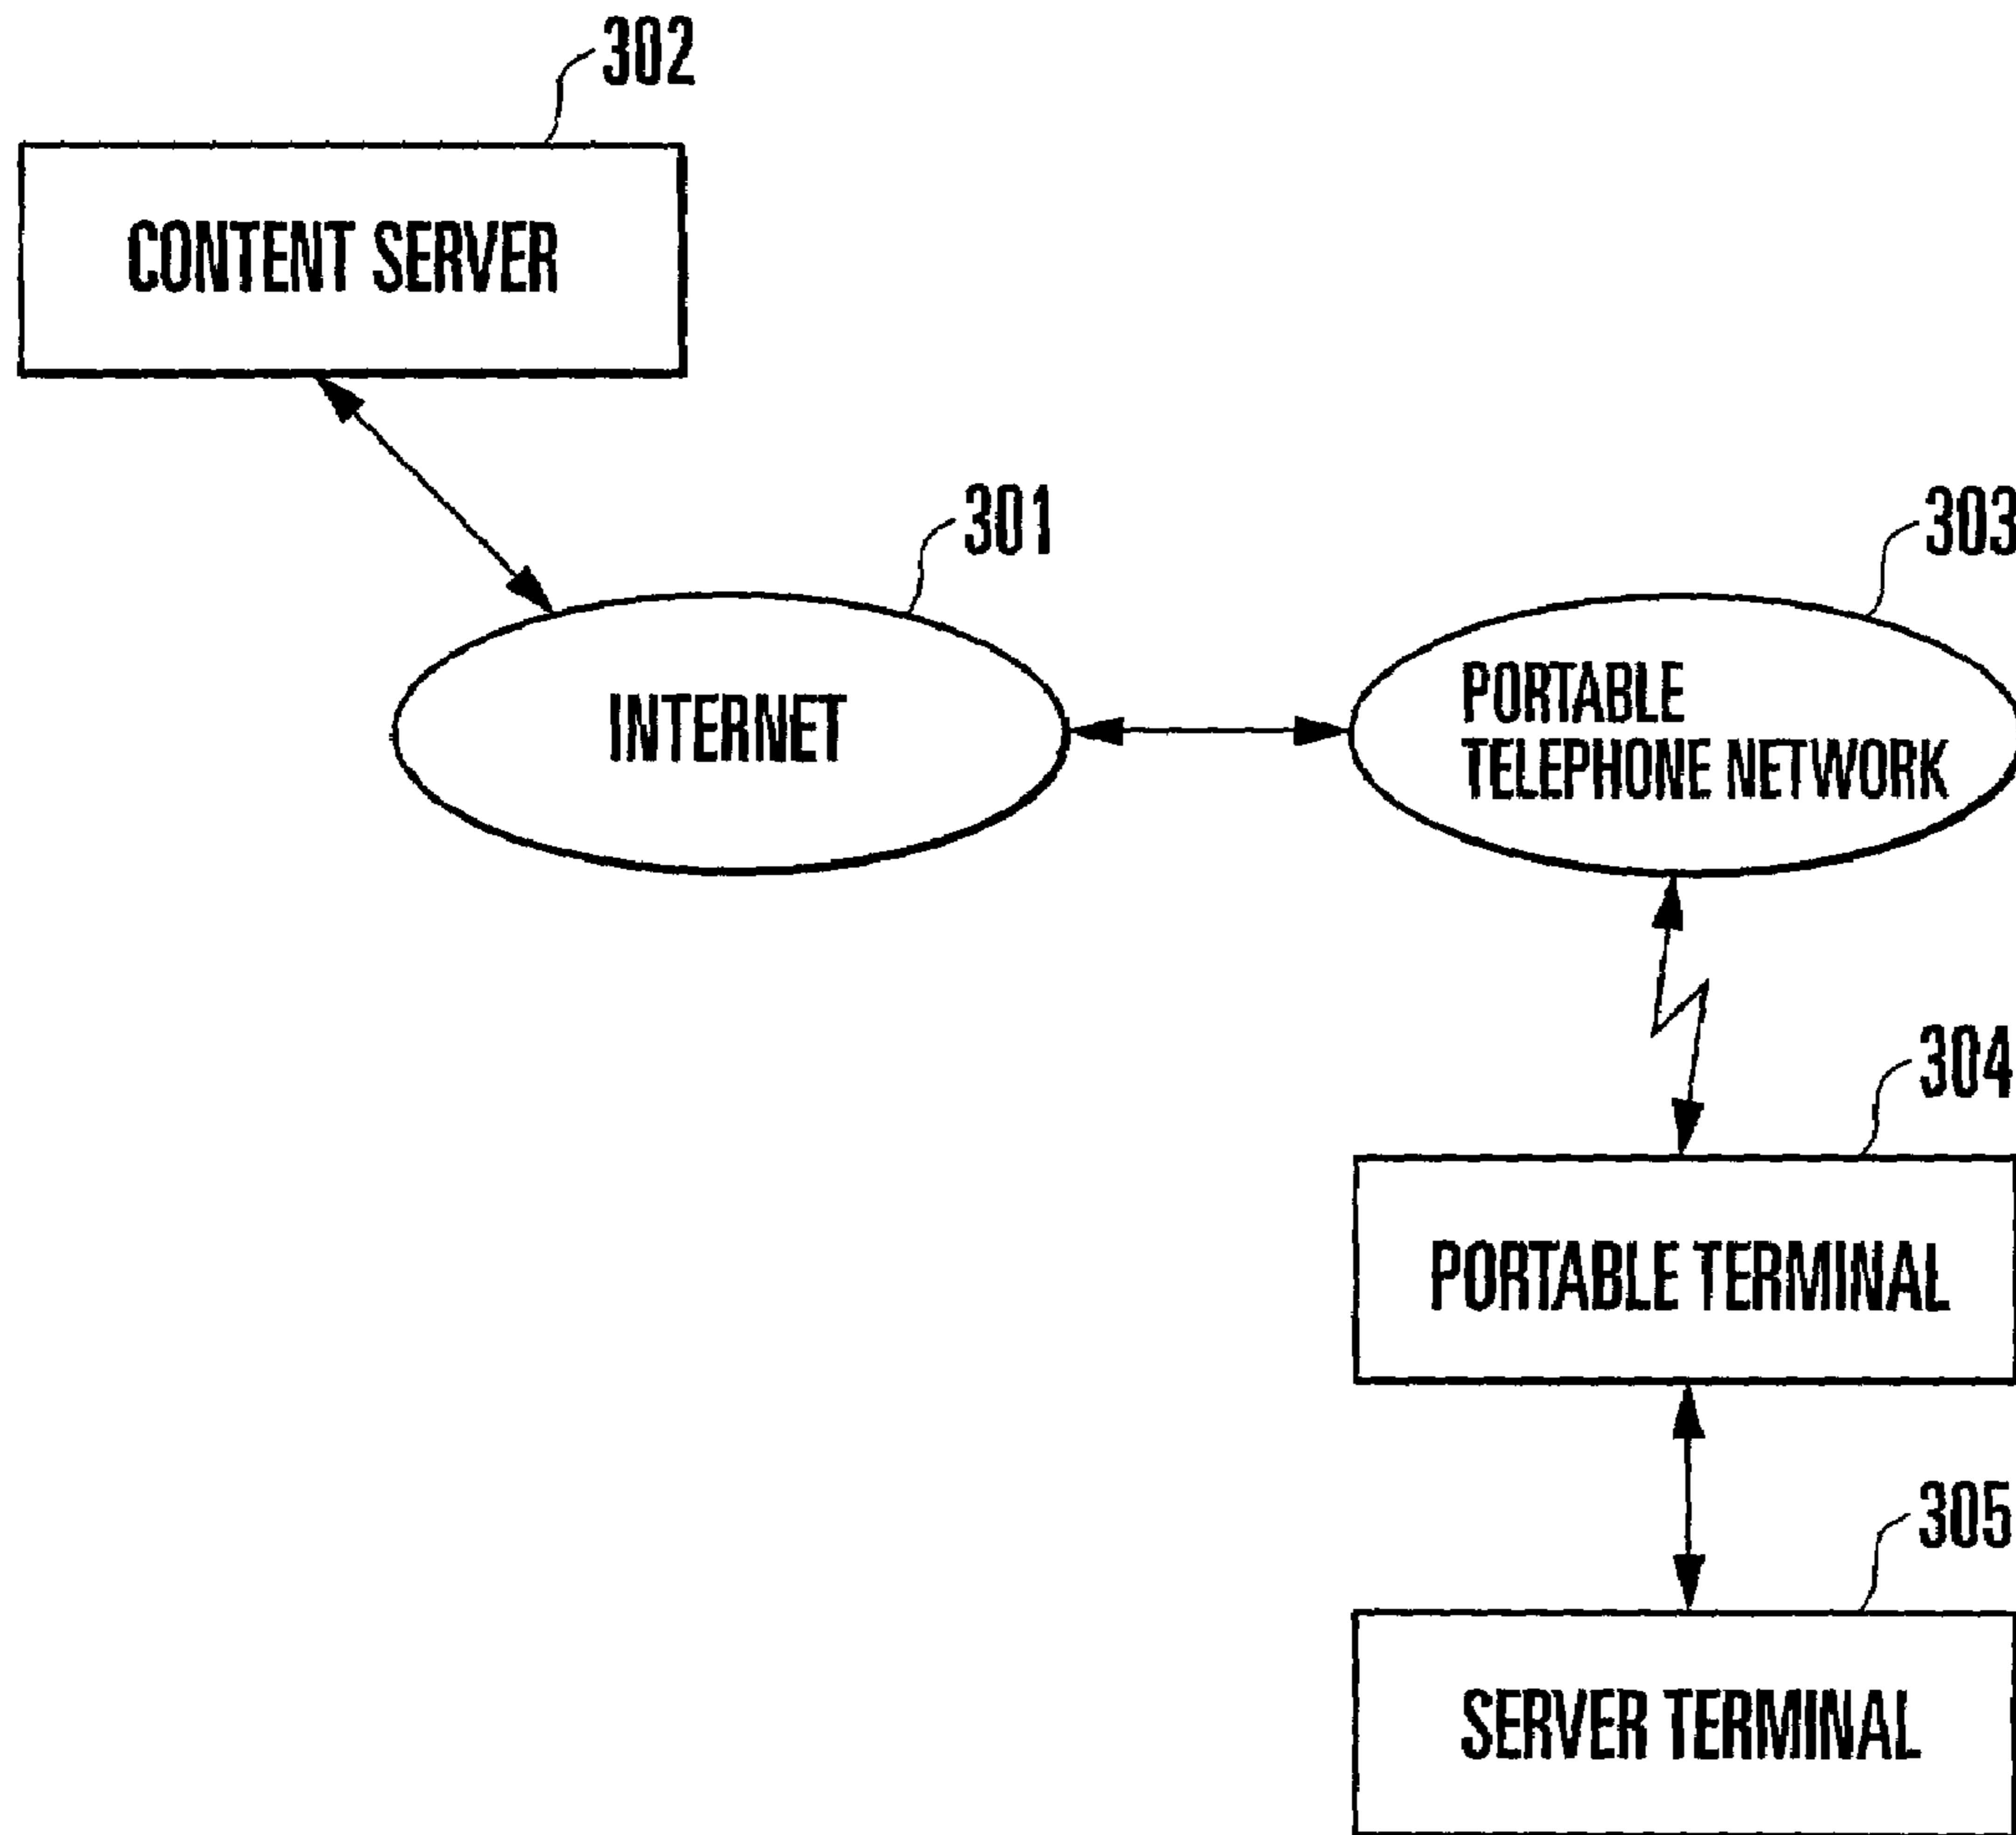 302
CONTENT SERVER
301
303
INTERNET
PORTABLE
TELEPHONE NETWORK
304
PORTABLE TERMINAL
305
SERVER TERMINAL